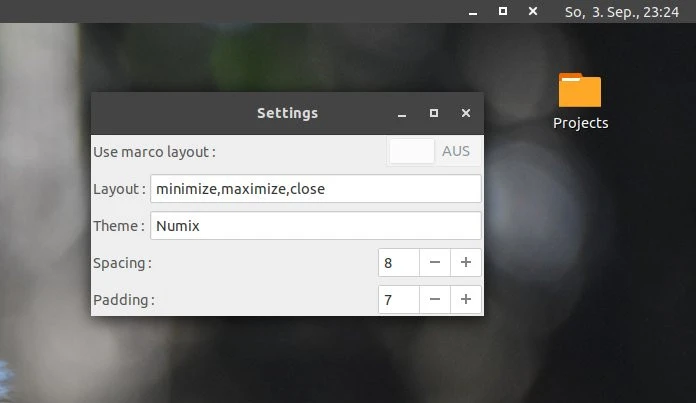 So, 3. Sep., 23:24
Settings
Projects
Use marco layout :
AUS
Layout :
minimize,maximize,close
Theme :
Numix
Spacing :
8
Padding :
7